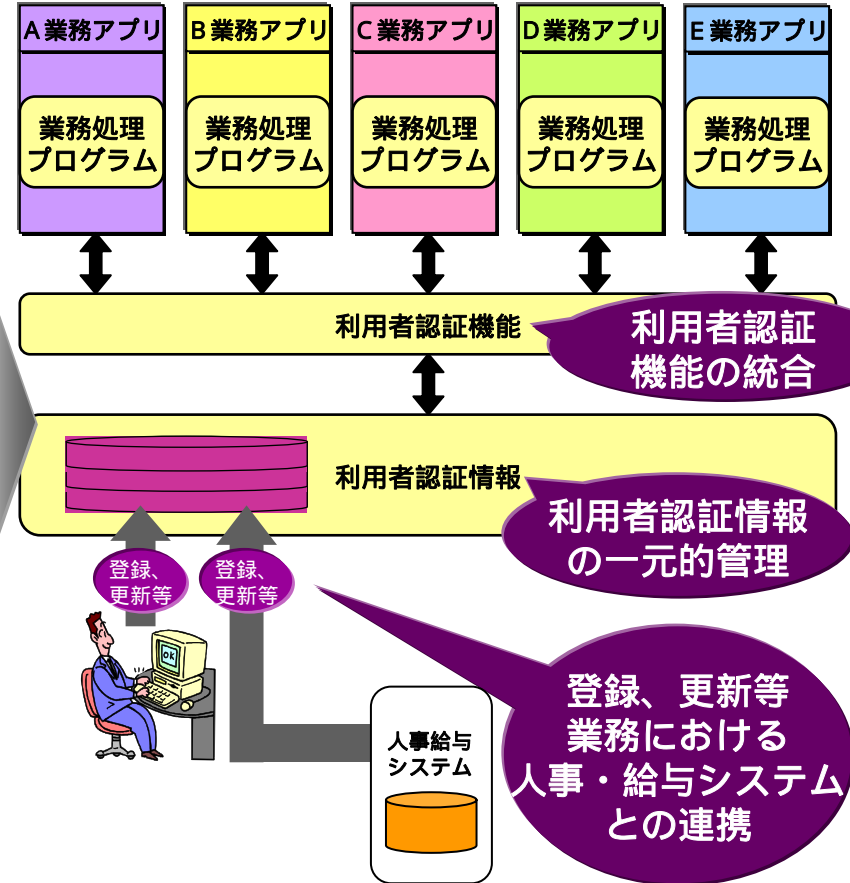 A業務アプリ
B業務アプリ
C業務アプリ
D業務アプリ
E業務アプリ
業務処理
プログラム
業務処理
プログラム
業務処理
プログラム
業務処理
プログラム
業務処理
プログラム
利用者認証機能
利用者認証
機能の統合
利用者認証情報
利用者認証情報
の一元的管理
登録、
更新等
登録、
更新等
OK
人事給与
システム
登録、更新等
業務における
人事・給与システム
との連携